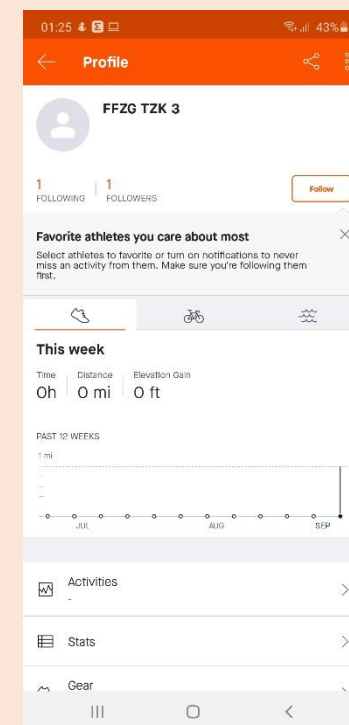 01:25
43%
Profile
FFZG TZK 3
1 1
FOLLOWING FOLLOWERS
Follow
Favorite athletes you care about most
Select athletes to favorite or turn on notifications to never
miss an activity from them. Make sure you're following them
first.
This week
Time Distance Elevation Gain
0h 0 mi 0 ft
PAST 12 WEEKS
1 mi
JUL AUG SEP
Activities
-
Stats
Gear